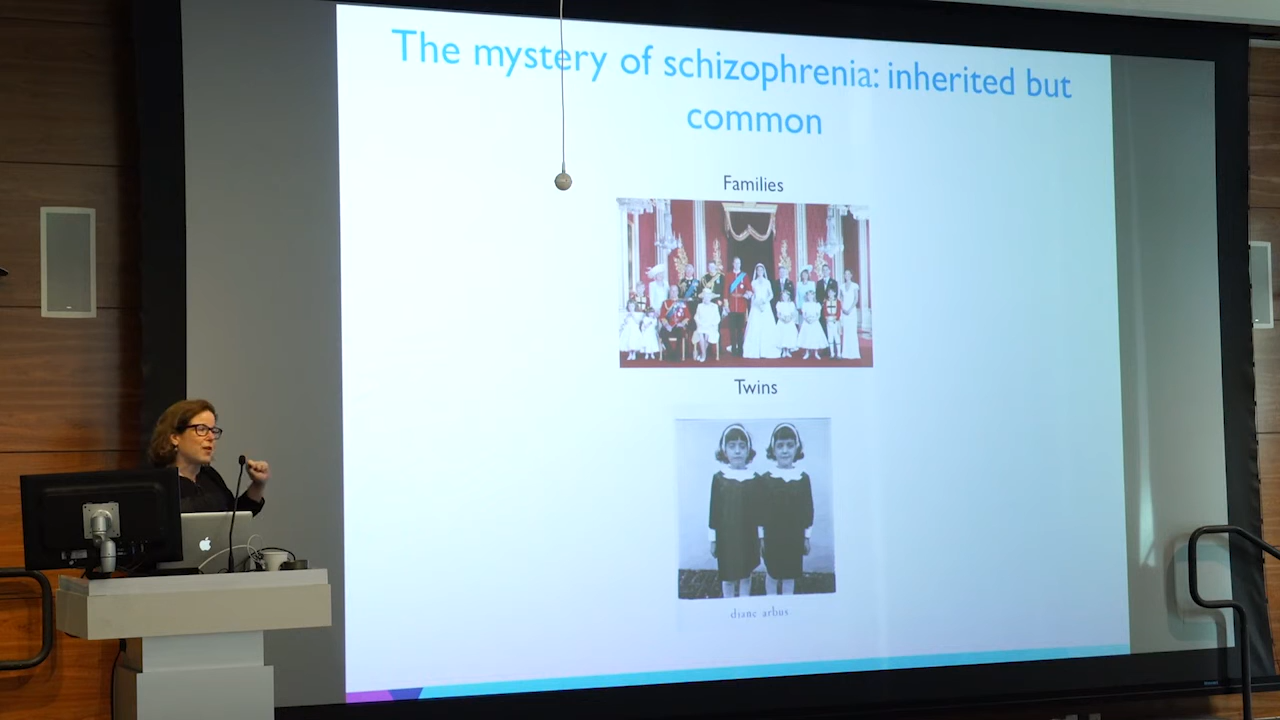 The mystery of schizophrenia: inherited but
common
Families
Twins
diane arbus